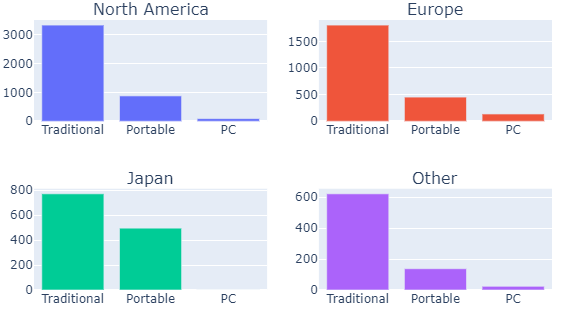 North America
3000
2000
1000
0
Traditional Portable PC
Europe
1500
1000
500
0
Traditional Portable PC
Japan
800
600
400
200
0
Traditional Portable PC
Other
600
400
200
0
Traditional Portable PC